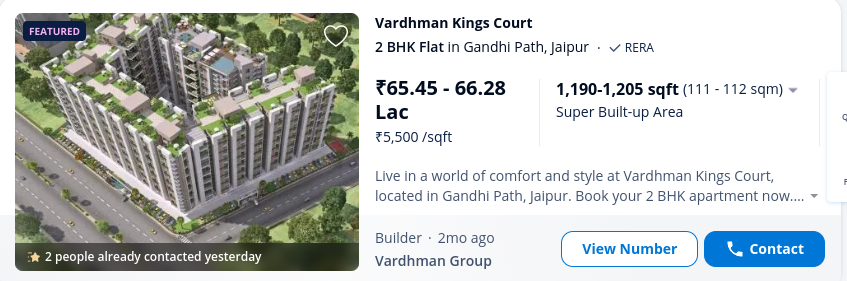 FEATURED
Vardhman Kings Court
2 BHK Flat in Gandhi Path, Jaipur · RERA
₹65.45 - 66.28 Lac
₹5,500 /sqft
1,190-1,205 sqft (111 - 112 sqm)
Super Built-up Area
Live in a world of comfort and style at Vardhman Kings Court,
located in Gandhi Path, Jaipur. Book your 2 BHK apartment now....
2 people already contacted yesterday
Builder · 2mo ago
Vardhman Group
View Number
Contact